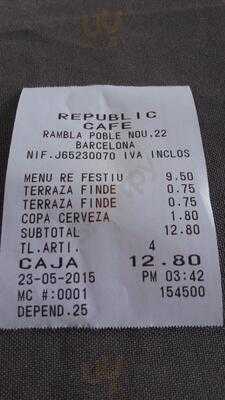 REPUBLIC
CAFE
RAMBLA POBLE NOU.22
BARCELONA
NIF.J65230070 IVA INCLOS
MENU RE FESTIU 9.50
TERRAZA FINDE 0.75
TERRAZA FINDE 0.75
COPA CERVEZA 1.80
SUBTOTAL 12.80
TL.ARTI. 4
CAJA 12.80
23-05-2015 PM 03:42
MC #:0001 154500
DEPEND.25